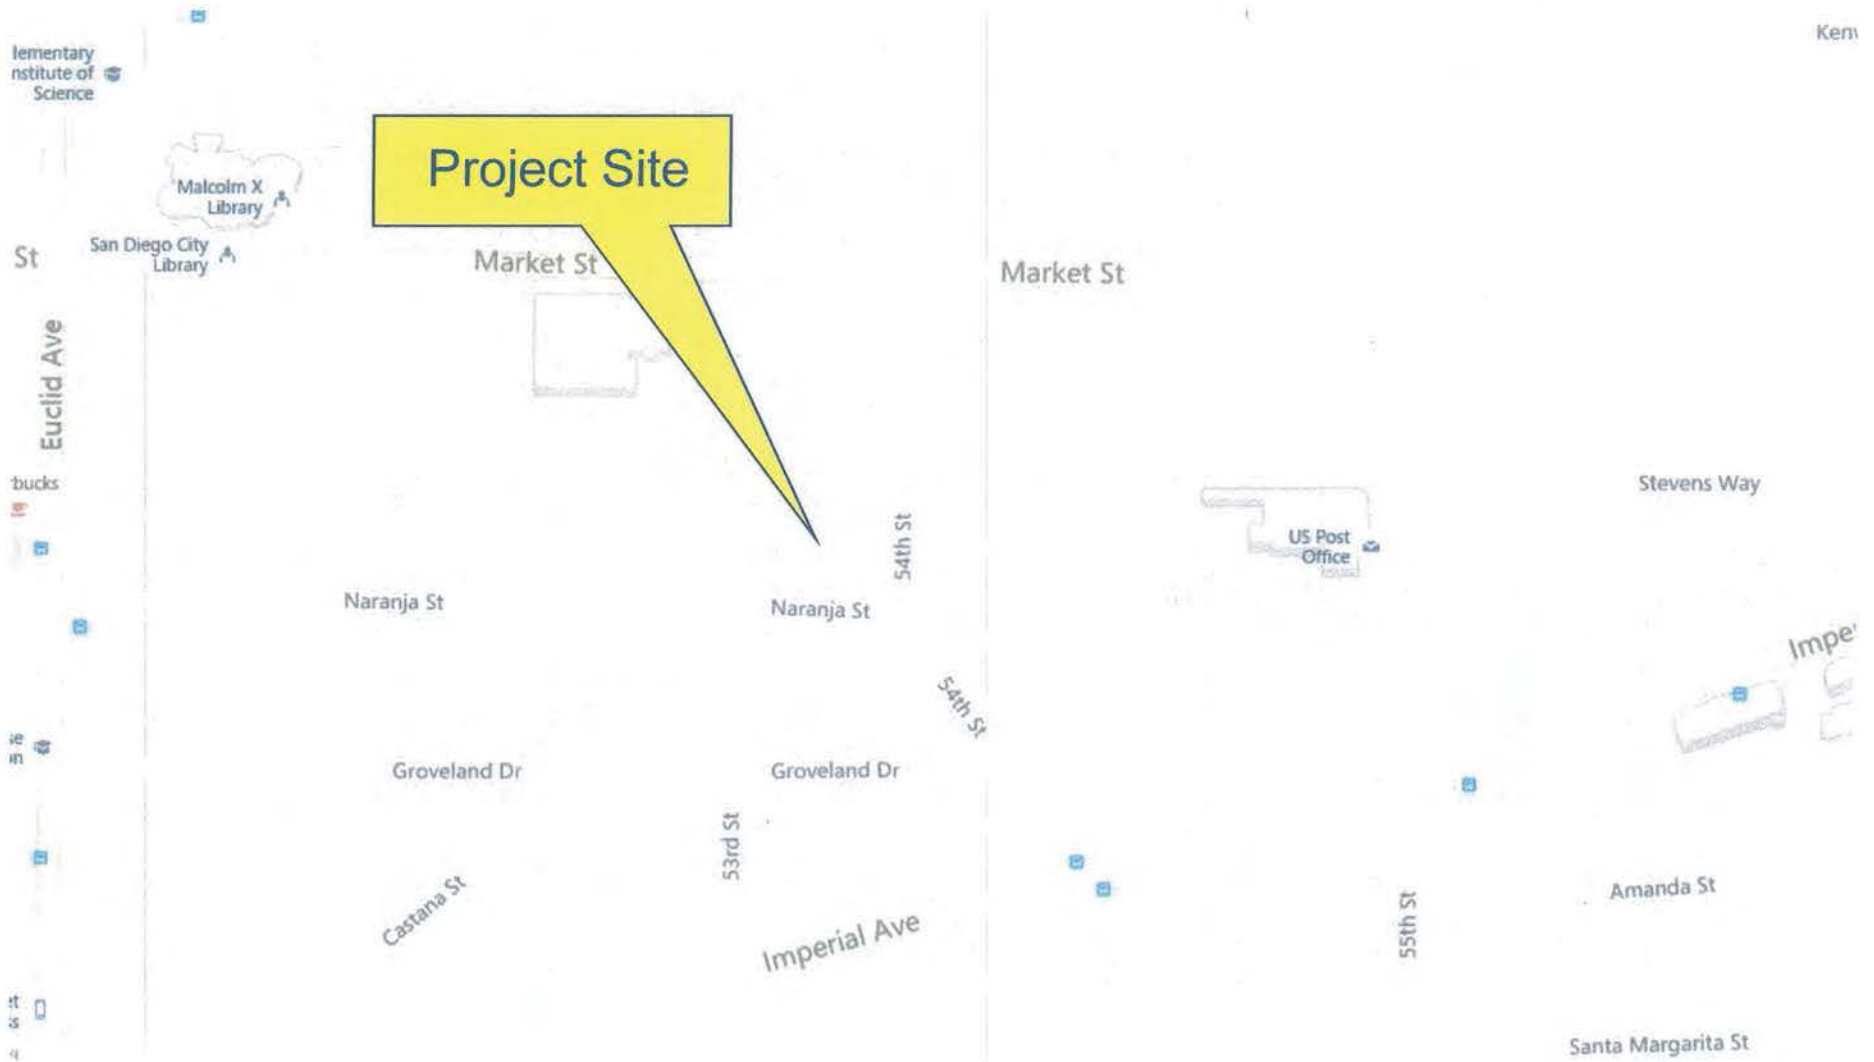 lementary
nstitute of
Science
Ken
Project Site
Malcolm X
Library
San Diego City
Library
St
Market St
Market St
Euclid Ave
bucks
Stevens Way
54th St
US Post
Office
Naranja St
Naranja St
Impe
54th St
Groveland Dr
Groveland Dr
53rd St
Castana St
Amanda St
55th St
Imperial Ave
Santa Margarita St